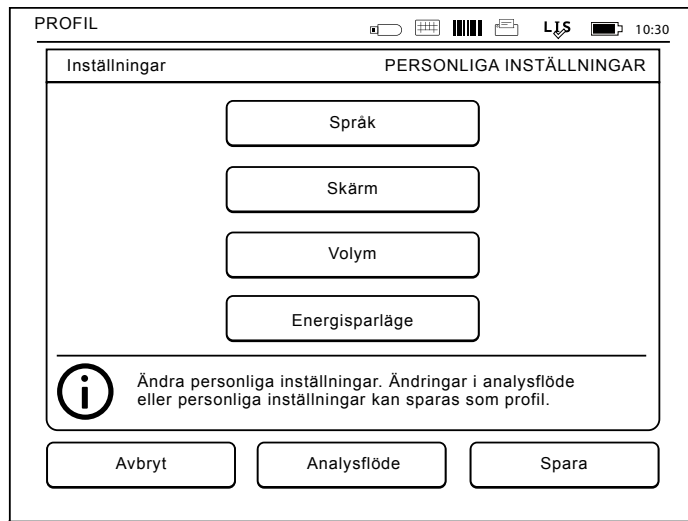 PROFIL LIS 10:30
Inställningar PERSONLIGA INSTÄLLNINGAR
Språk
Skärm
Volym
Energisparläge
Ändra personliga inställningar. Ändringar i analysflöde
eller personliga inställningar kan sparas som profil.
Avbryt Analysflöde Spara